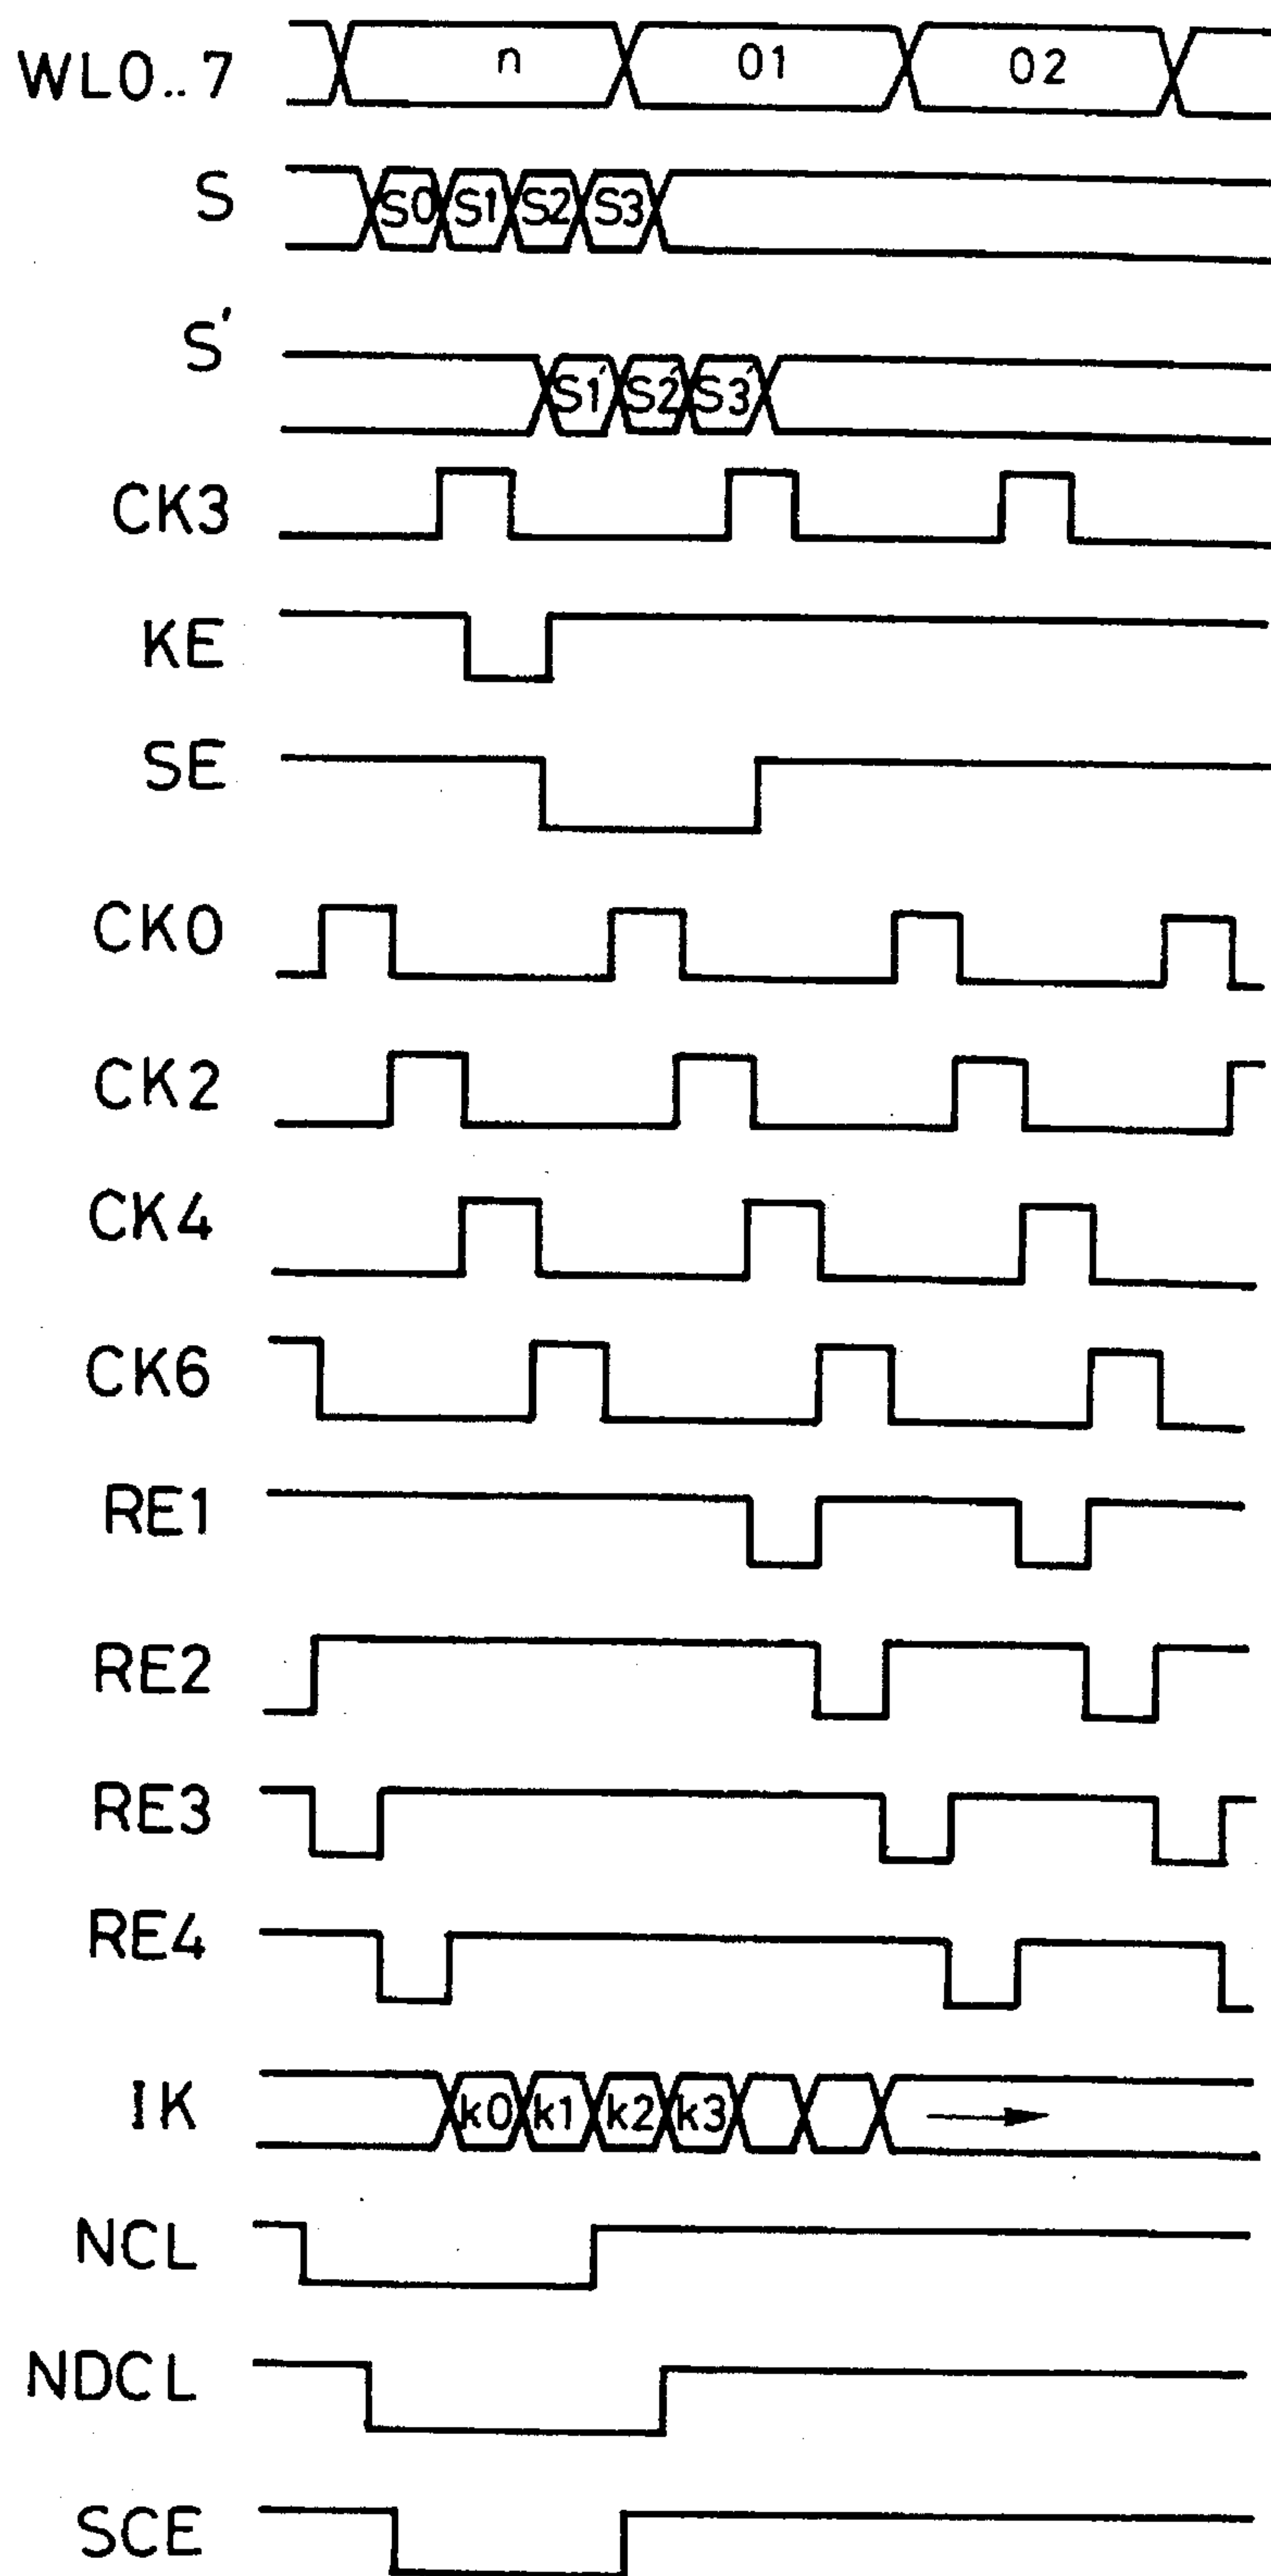 WL0..7 n 01 02
S S0 S1 S2 S3
S' S1' S2' S3'
CK3
KE
SE
CK0
CK2
CK4
CK6
RE1
RE2
RE3
RE4
IK k0 k1 k2 k3
NCL
NDCL
SCE